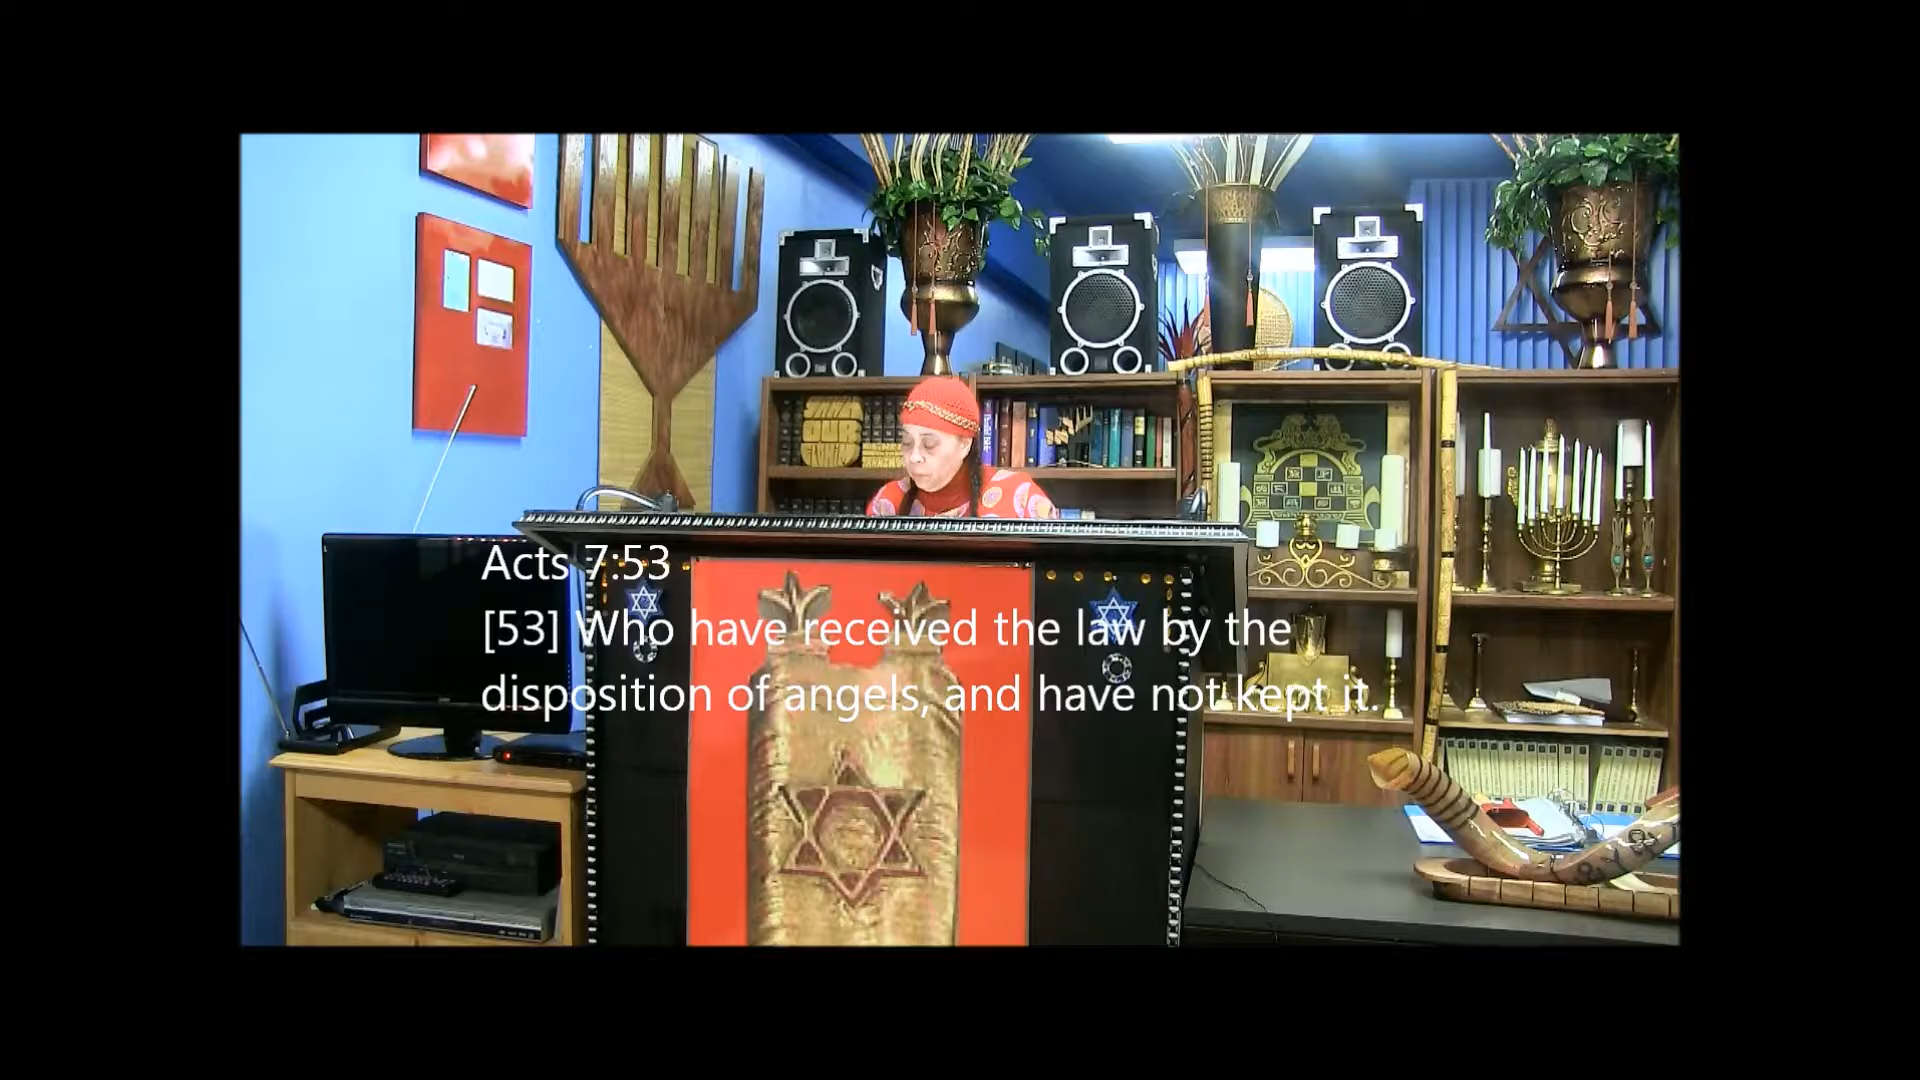 Acts 7:53
[53] Who have received the law by the
disposition of angels, and have not kept it.